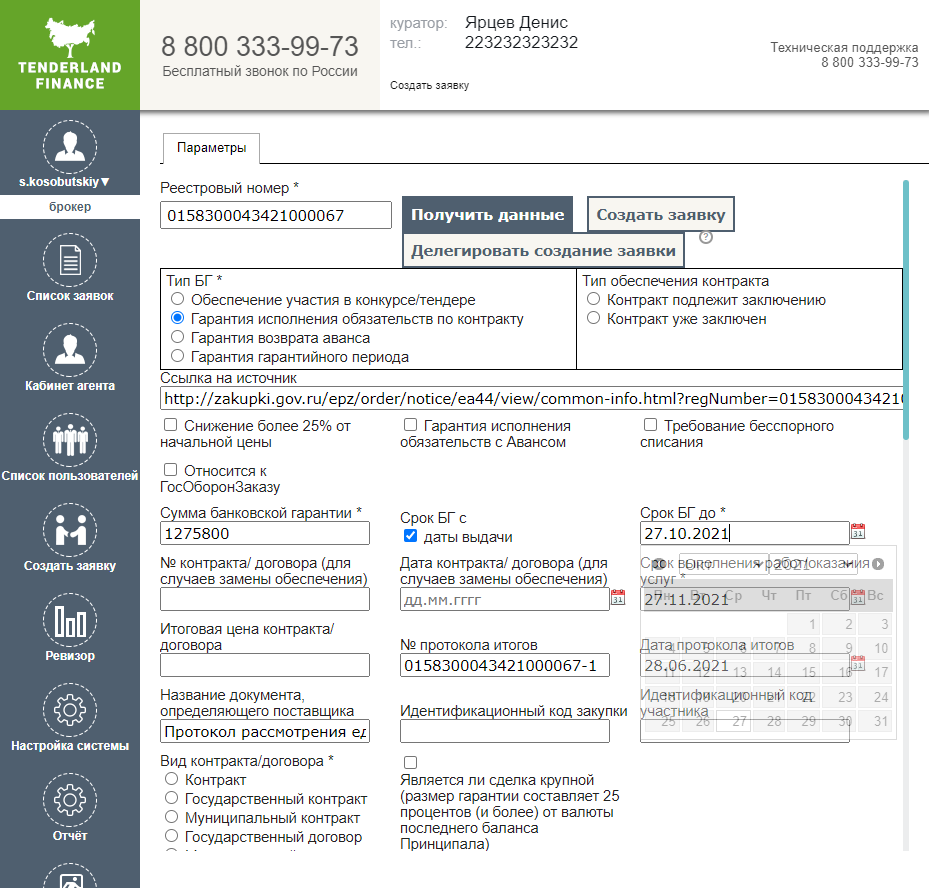 TENDERLAND
FINANCE
8 800 333-99-73
Бесплатный звонок по России
куратор: Ярцев Денис
тел.: 223232323232
Создать заявку
Техническая поддержка
8 800 333-99-73
s.kosobutskiy▼
брокер
Список заявок
Кабинет агента
Список пользователей
Создать заявку
Ревизор
Настройка системы
Отчёт
Параметры
Реестровый номер *
0158300043421000067
Получить данные
Создать заявку
Делегировать создание заявки
?
Тип БГ *
Обеспечение участия в конкурсе/тендере
Гарантия исполнения обязательств по контракту
Гарантия возврата аванса
Гарантия гарантийного периода
Тип обеспечения контракта
Контракт подлежит заключению
Контракт уже заключен
Ссылка на источник
http://zakupki.gov.ru/epz/order/notice/ea44/view/common-info.html?regNumber=01583000434210
Снижение более 25% от
начальной цены
Гарантия исполнения
обязательств с Авансом
Требование бесспорного
списания
Относится к
ГосОборонЗаказу
Сумма банковской гарантии *
1275800
Срок БГ с
даты выдачи
Срок БГ до *
27.10.2021
№ контракта/ договора (для
случаев замены обеспечения)
Дата контракта/ договора (для
случаев замены обеспечения)
дд.мм.гггг
Срок выполнения работ/оказания
услуг *
27.11.2021
Окт 2021
Пн Вт Ср Чт Пт Сб Вс
1 2 3
4 5 6 7 8 9 10
11 12 13 14 15 16 17
18 19 20 21 22 23 24
25 26 27 28 29 30 31
Итоговая цена контракта/
договора
№ протокола итогов
0158300043421000067-1
Дата протокола итогов
28.06.2021
Название документа,
определяющего поставщика
Протокол рассмотрения ед
Идентификационный код закупки
Идентификационный код
участника
Вид контракта/договора *
Контракт
Государственный контракт
Муниципальный контракт
Государственный договор
Является ли сделка крупной
(размер гарантии составляет 25
процентов (и более) от валюты
последнего баланса
Принципала)